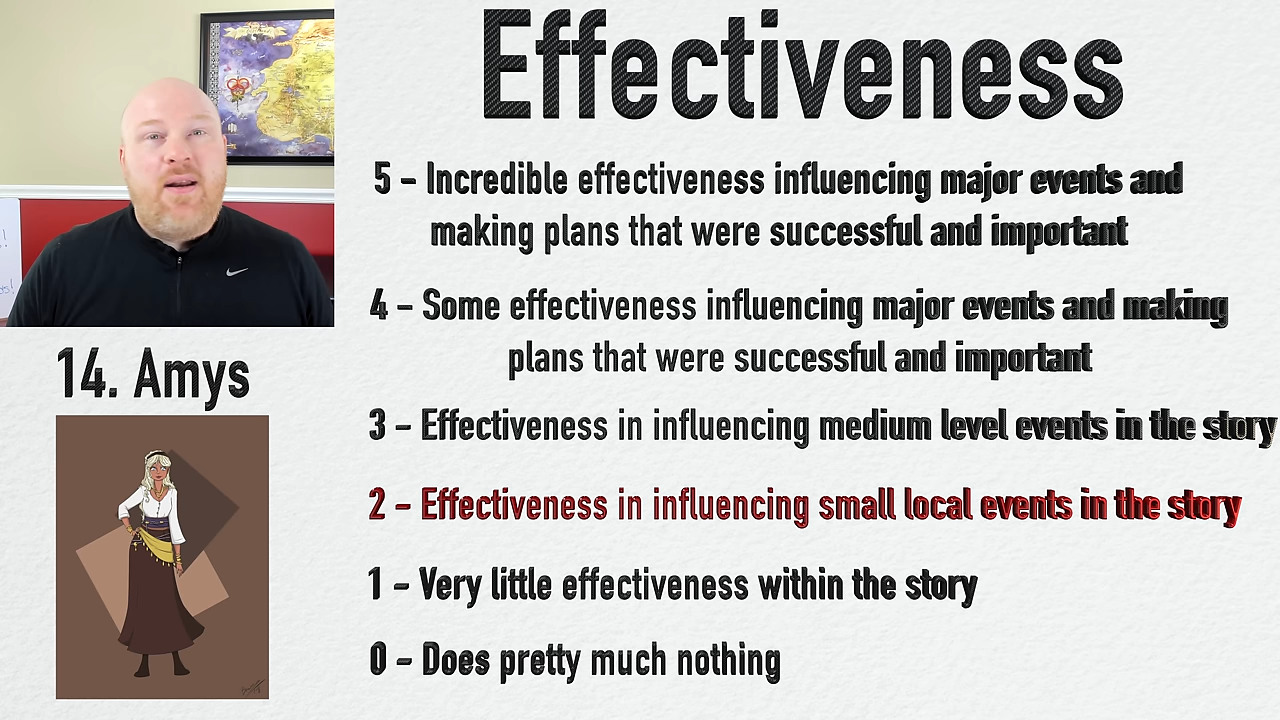 Effectiveness
5 – Incredible effectiveness influencing major events and
making plans that were successful and important
4 – Some effectiveness influencing major events and making
plans that were successful and important
14. Amys
3 – Effectiveness in influencing medium level events in the story
2 – Effectiveness in influencing small local events in the story
1 – Very little effectiveness within the story
0 – Does pretty much nothing